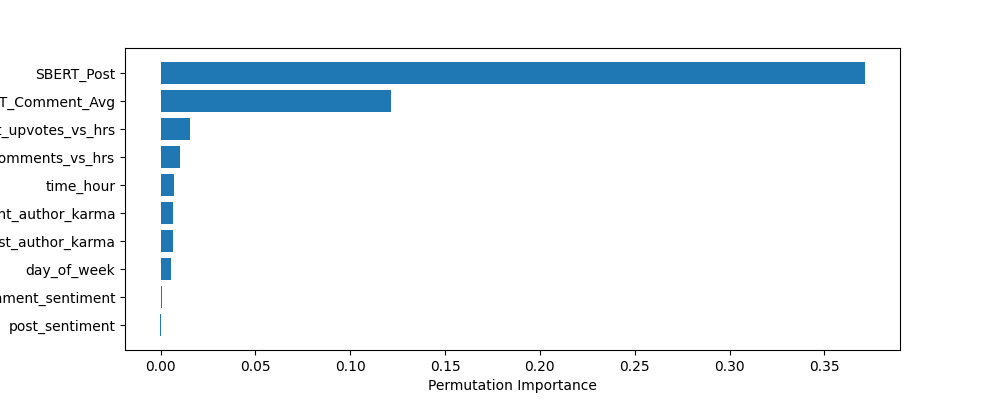 SBERT_Post
T_Comment_Avg
t_upvotes_vs_hrs
omments_vs_hrs
time_hour
nt_author_karma
st_author_karma
day_of_week
ment_sentiment
post_sentiment
0.00 0.05 0.10 0.15 0.20 0.25 0.30 0.35
Permutation Importance